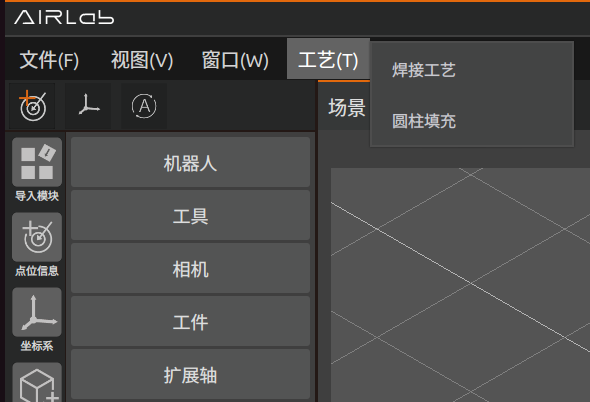 AIRLab
文件(F) 视图(V) 窗口(W) 工艺(T)
焊接工艺
圆柱填充
A
场景
导入模块
点位信息
坐标系
机器人
工具
相机
工件
扩展轴